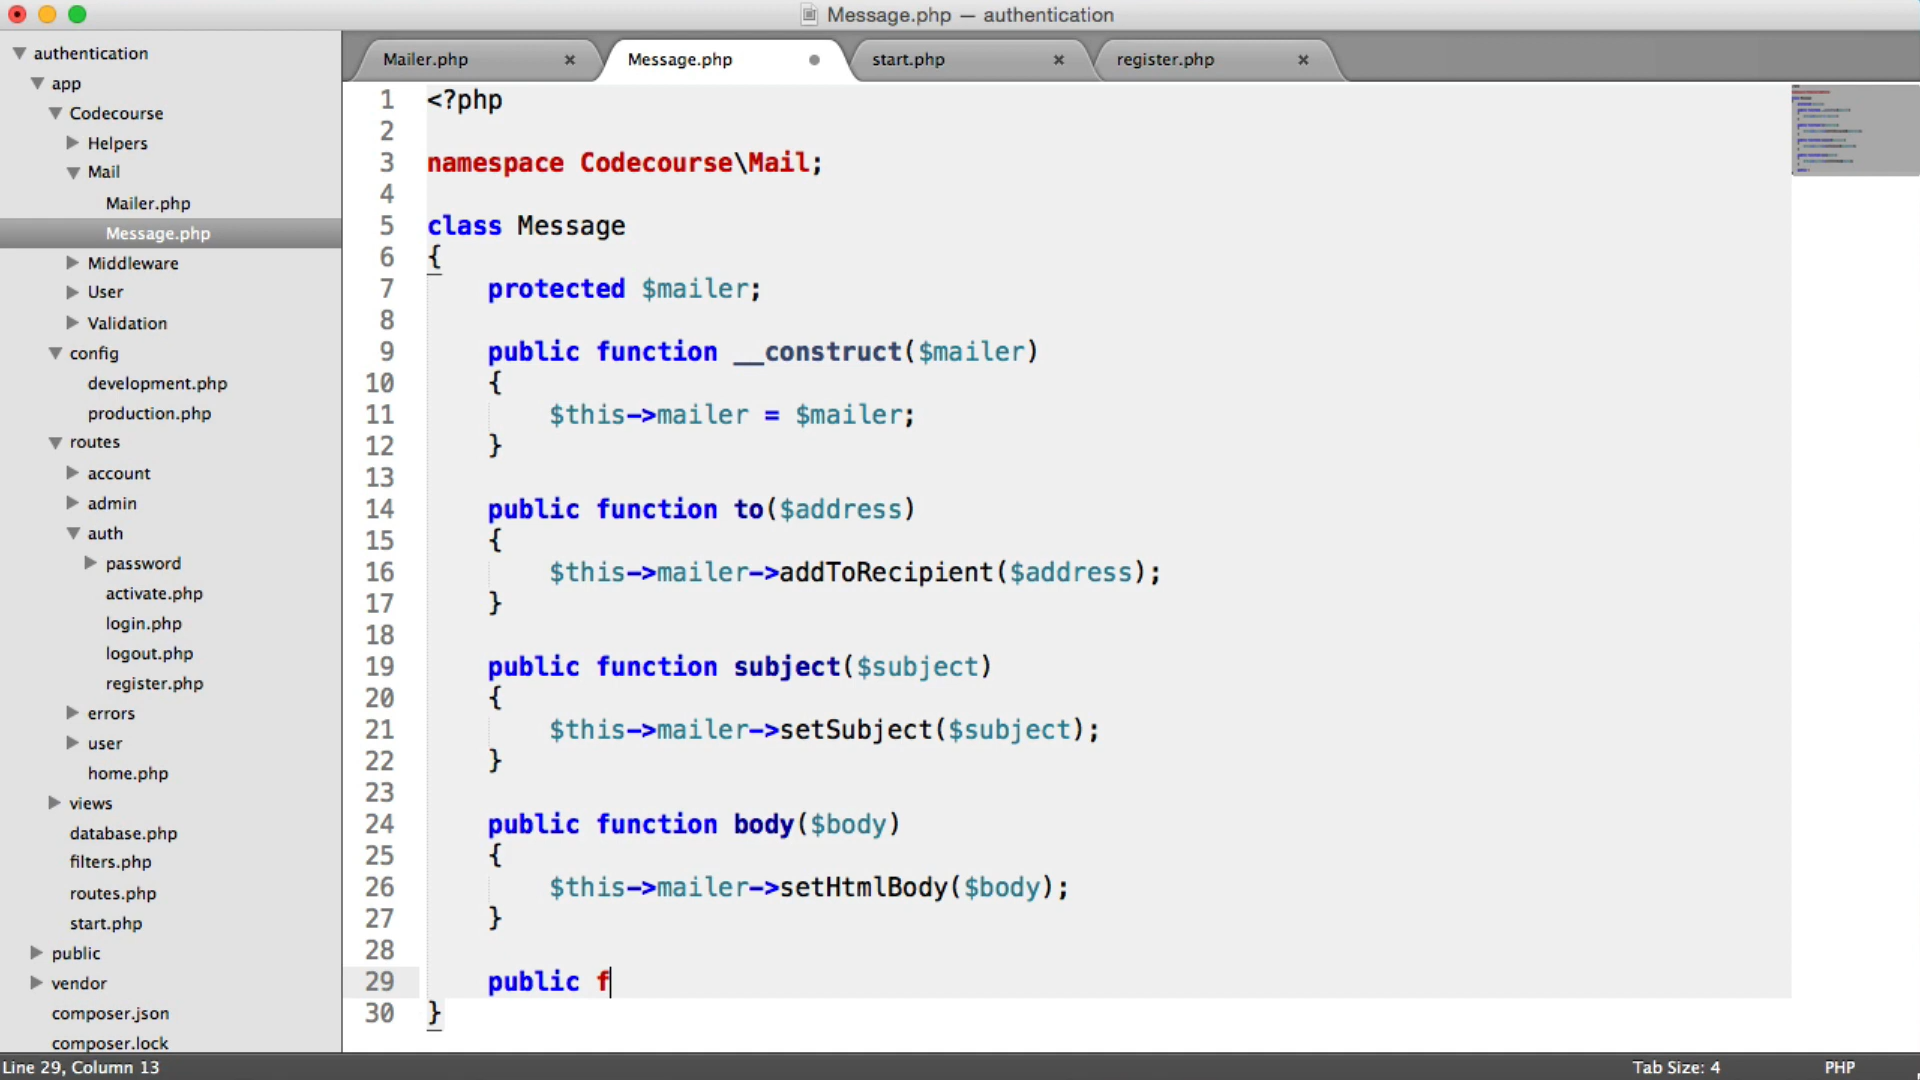 Message.php — authentication
authentication
app
Codecourse
Helpers
Mail
Mailer.php
Message.php
Middleware
User
Validation
config
development.php
production.php
routes
account
admin
auth
password
activate.php
login.php
logout.php
register.php
errors
user
home.php
views
database.php
filters.php
routes.php
start.php
public
vendor
composer.json
composer.lock
Mailer.php × Message.php start.php × register.php ×
1 <?php
2
3 namespace Codecourse\Mail;
4
5 class Message
6 {
7     protected $mailer;
8
9     public function __construct($mailer)
10     {
11         $this->mailer = $mailer;
12     }
13
14     public function to($address)
15     {
16         $this->mailer->addToRecipient($address);
17     }
18
19     public function subject($subject)
20     {
21         $this->mailer->setSubject($subject);
22     }
23
24     public function body($body)
25     {
26         $this->mailer->setHtmlBody($body);
27     }
28
29     public f
30 }
Line 29, Column 13 Tab Size: 4 PHP